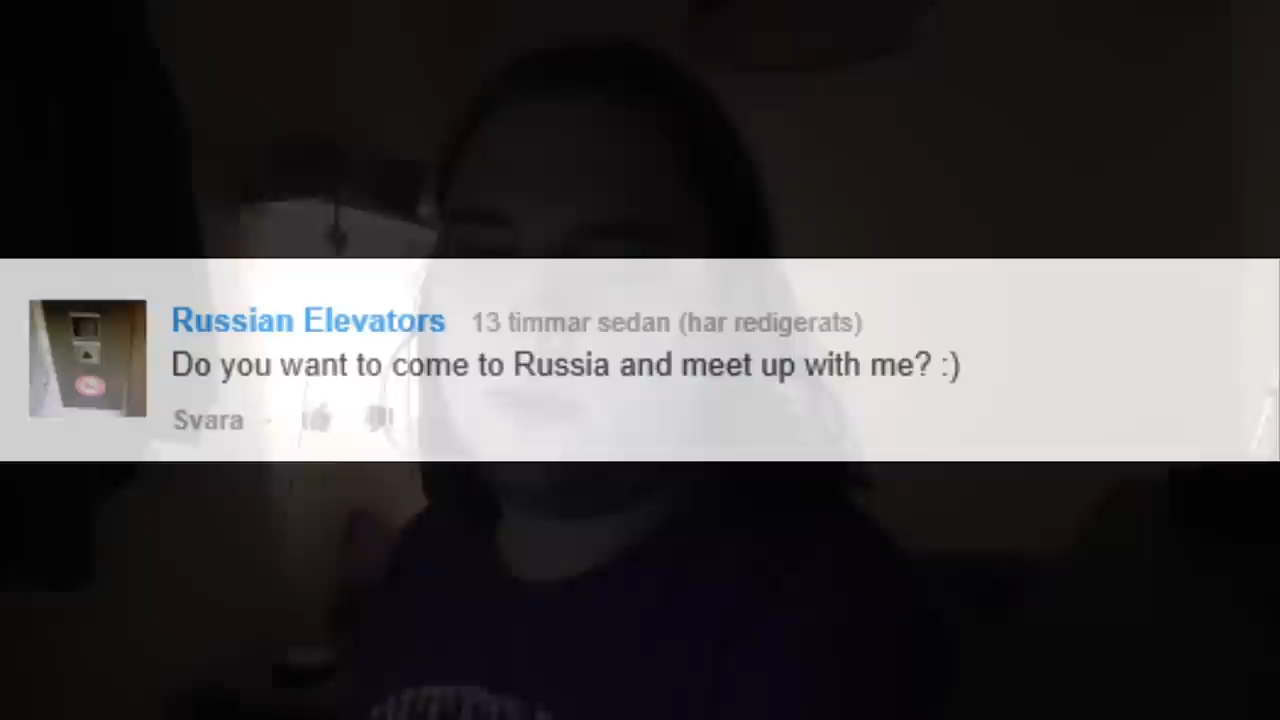 Russian Elevators 13 timmar sedan (har redigerats)
Do you want to come to Russia and meet up with me? :)
Svara